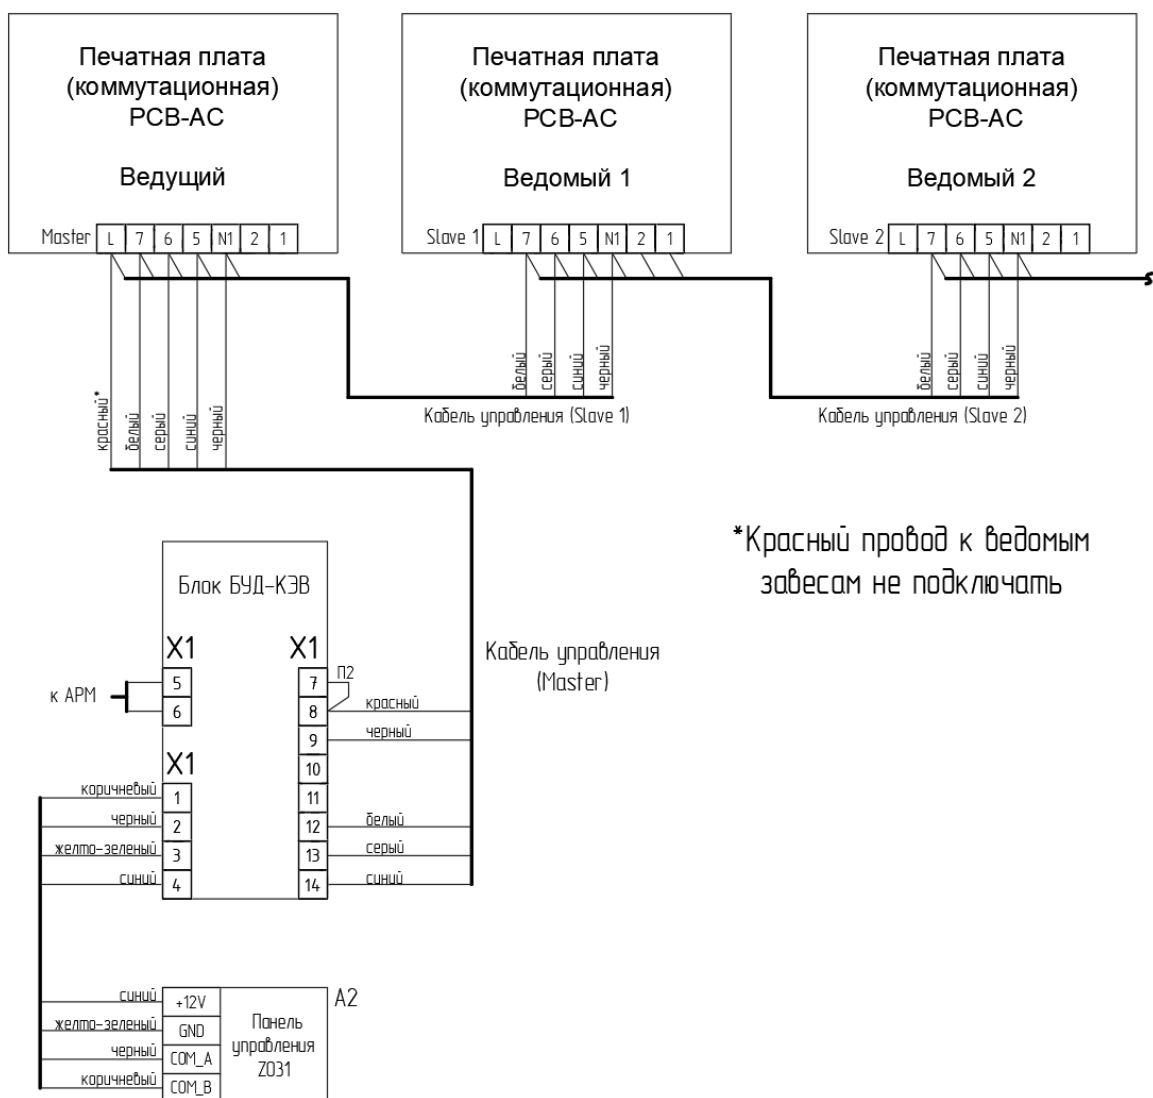 Печатная плата
(коммутационная)
PCB-AC
Ведущий
Master L 7 6 5 N1 2 1
Печатная плата
(коммутационная)
PCB-AC
Ведомый 1
Slave 1 L 7 6 5 N1 2 1
Печатная плата
(коммутационная)
PCB-AC
Ведомый 2
Slave 2 L 7 6 5 N1 2 1
красный*
белый
серый
синий
черный
белый
серый
синий
черный
Кабель управления (Slave 1)
белый
серый
синий
черный
Кабель управления (Slave 2)
*Красный провод к ведомым
завесам не подключать
Блок БУД-КЭВ
X1
5
6
к АРМ
X1
1
2
3
4
коричневый
черный
желто-зеленый
синий
X1
7
8
9
10
11
12
13
14
П2
красный
черный
белый
серый
синий
Кабель управления
(Master)
синий
желто-зеленый
черный
коричневый
+12V
GND
COM_A
COM_B
Панель
управления
Z031
A2